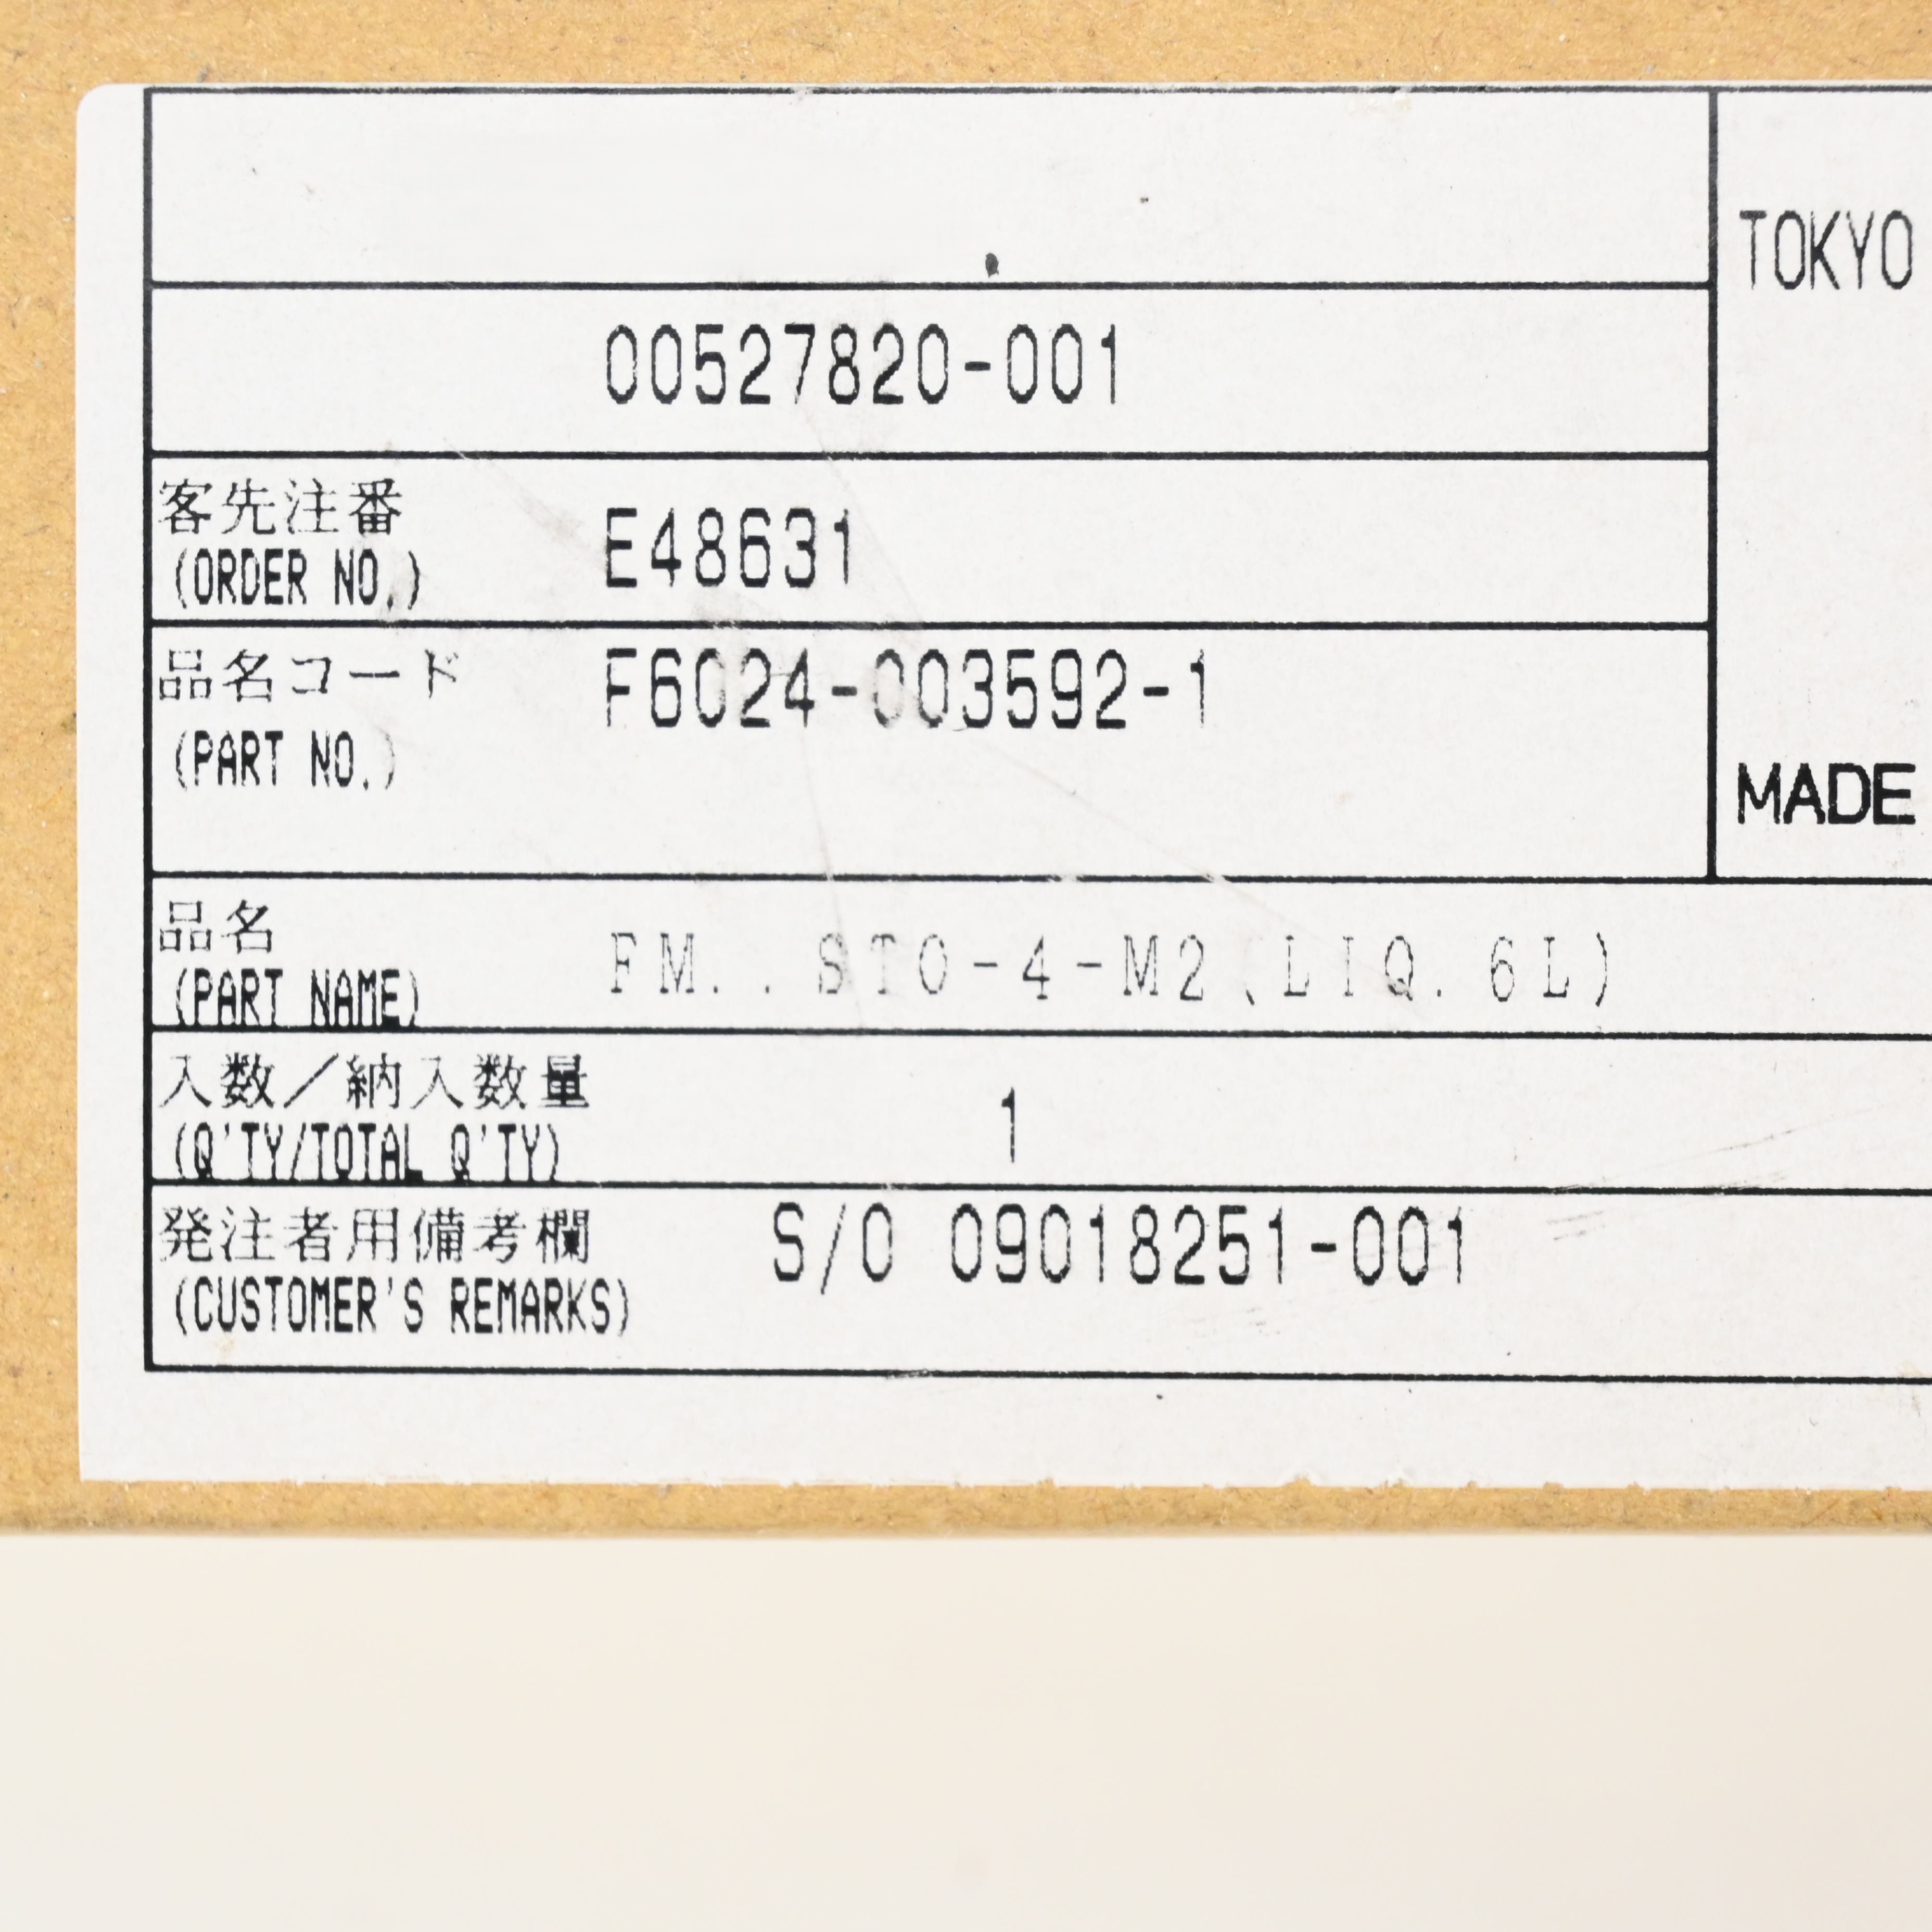 TOKYO
00527820-001
客先注番
(ORDER NO.)
E48631
品名コード
F6024-003592-1
(PART NO.)
MADE
品名
FM..STO-4-M2(LIQ.6L)
(PART NAME)
入数／納入数量
1
(Q'TY/TOTAL Q'TY)
発注者用備考欄
S/O 09018251-001
(CUSTOMER'S REMARKS)